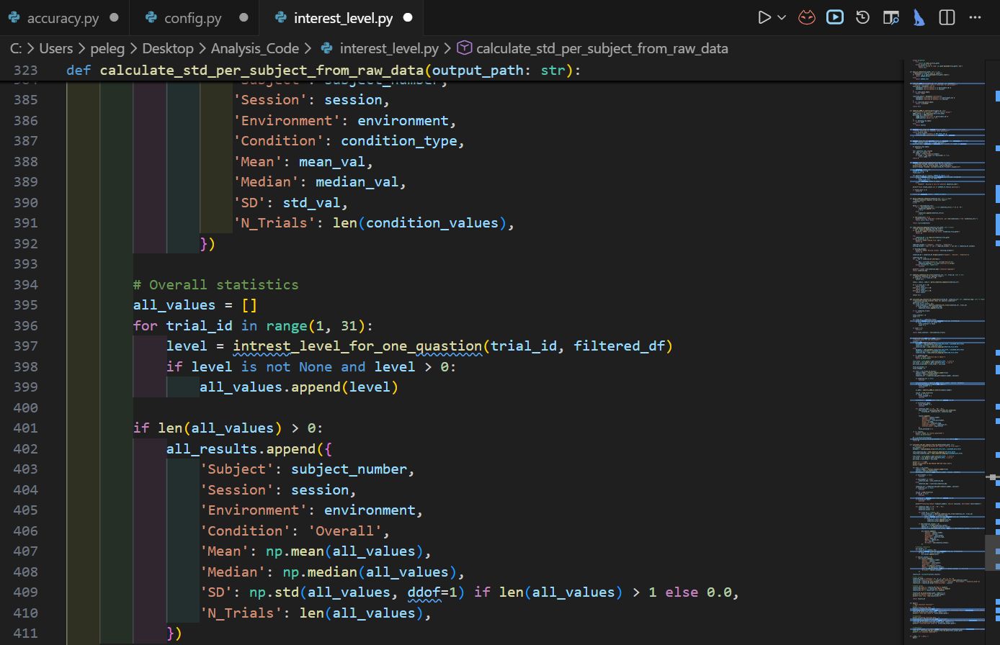 accuracy.py
config.py
interest_level.py
C: > Users > peleg > Desktop > Analysis_Code > interest_level.py > calculate_std_per_subject_from_raw_data
323 def calculate_std_per_subject_from_raw_data(output_path: str):
384 'Subject': subject_number,
385 'Session': session,
386 'Environment': environment,
387 'Condition': condition_type,
388 'Mean': mean_val,
389 'Median': median_val,
390 'SD': std_val,
391 'N_Trials': len(condition_values),
392 })
393
394 # Overall statistics
395 all_values = []
396 for trial_id in range(1, 31):
397 level = intrest_level_for_one_quastion(trial_id, filtered_df)
398 if level is not None and level > 0:
399 all_values.append(level)
400
401 if len(all_values) > 0:
402 all_results.append({
403 'Subject': subject_number,
404 'Session': session,
405 'Environment': environment,
406 'Condition': 'Overall',
407 'Mean': np.mean(all_values),
408 'Median': np.median(all_values),
409 'SD': np.std(all_values, ddof=1) if len(all_values) > 1 else 0.0,
410 'N_Trials': len(all_values),
411 })